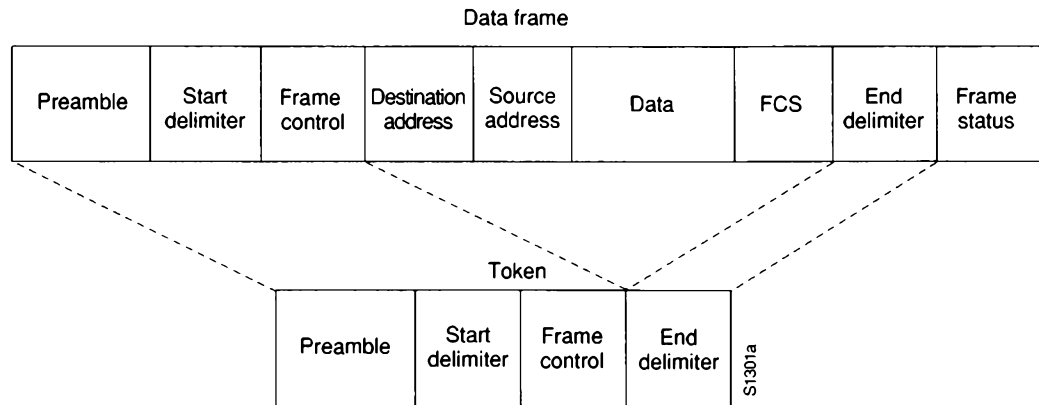 Data frame
Preamble
Start
delimiter
Frame
control
Destination
address
Source
address
Data
FCS
End
delimiter
Frame
status
Token
Preamble
Start
delimiter
Frame
control
End
delimiter
S1301a